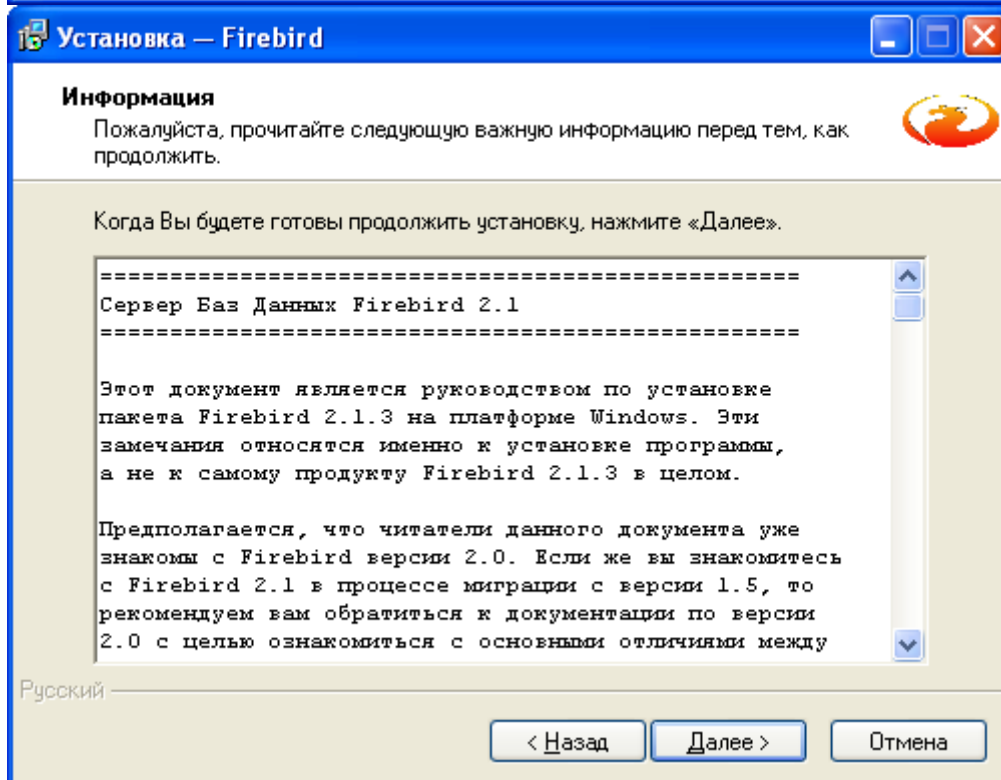 Установка — Firebird
Информация
Пожалуйста, прочитайте следующую важную информацию перед тем, как
продолжить.
Когда Вы будете готовы продолжить установку, нажмите «Далее».
==================================================
Сервер Баз Данных Firebird 2.1
==================================================
Этот документ является руководством по установке
пакета Firebird 2.1.3 на платформе Windows. Эти
замечания относятся именно к установке программы,
а не к самому продукту Firebird 2.1.3 в целом.
Предполагается, что читатели данного документа уже
знакомы с Firebird версии 2.0. Если же вы знакомитесь
с Firebird 2.1 в процессе миграции с версии 1.5, то
рекомендуем вам обратиться к документации по версии
2.0 с целью ознакомиться с основными отличиями между
Русский
< Назад
Далее >
Отмена